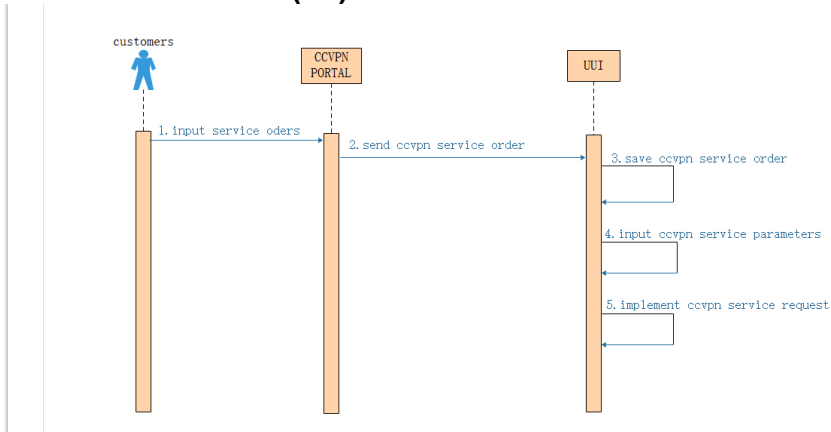 customers
CCVPN
PORTAL
UUI
1.input service oders
2.send ccvpn service order
3.save ccvpn service order
4.input ccvpn service parameters
5.implement ccvpn service request